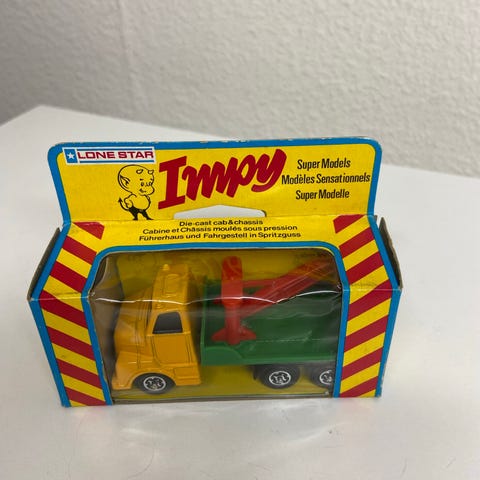 LONE STAR
Impy
Super Models
Modèles Sensationnels
Super Modelle
Die-cast cab & chassis
Cabine et Châssis moulés sous pression
Führerhaus und Fahrgestell in Spritzguss